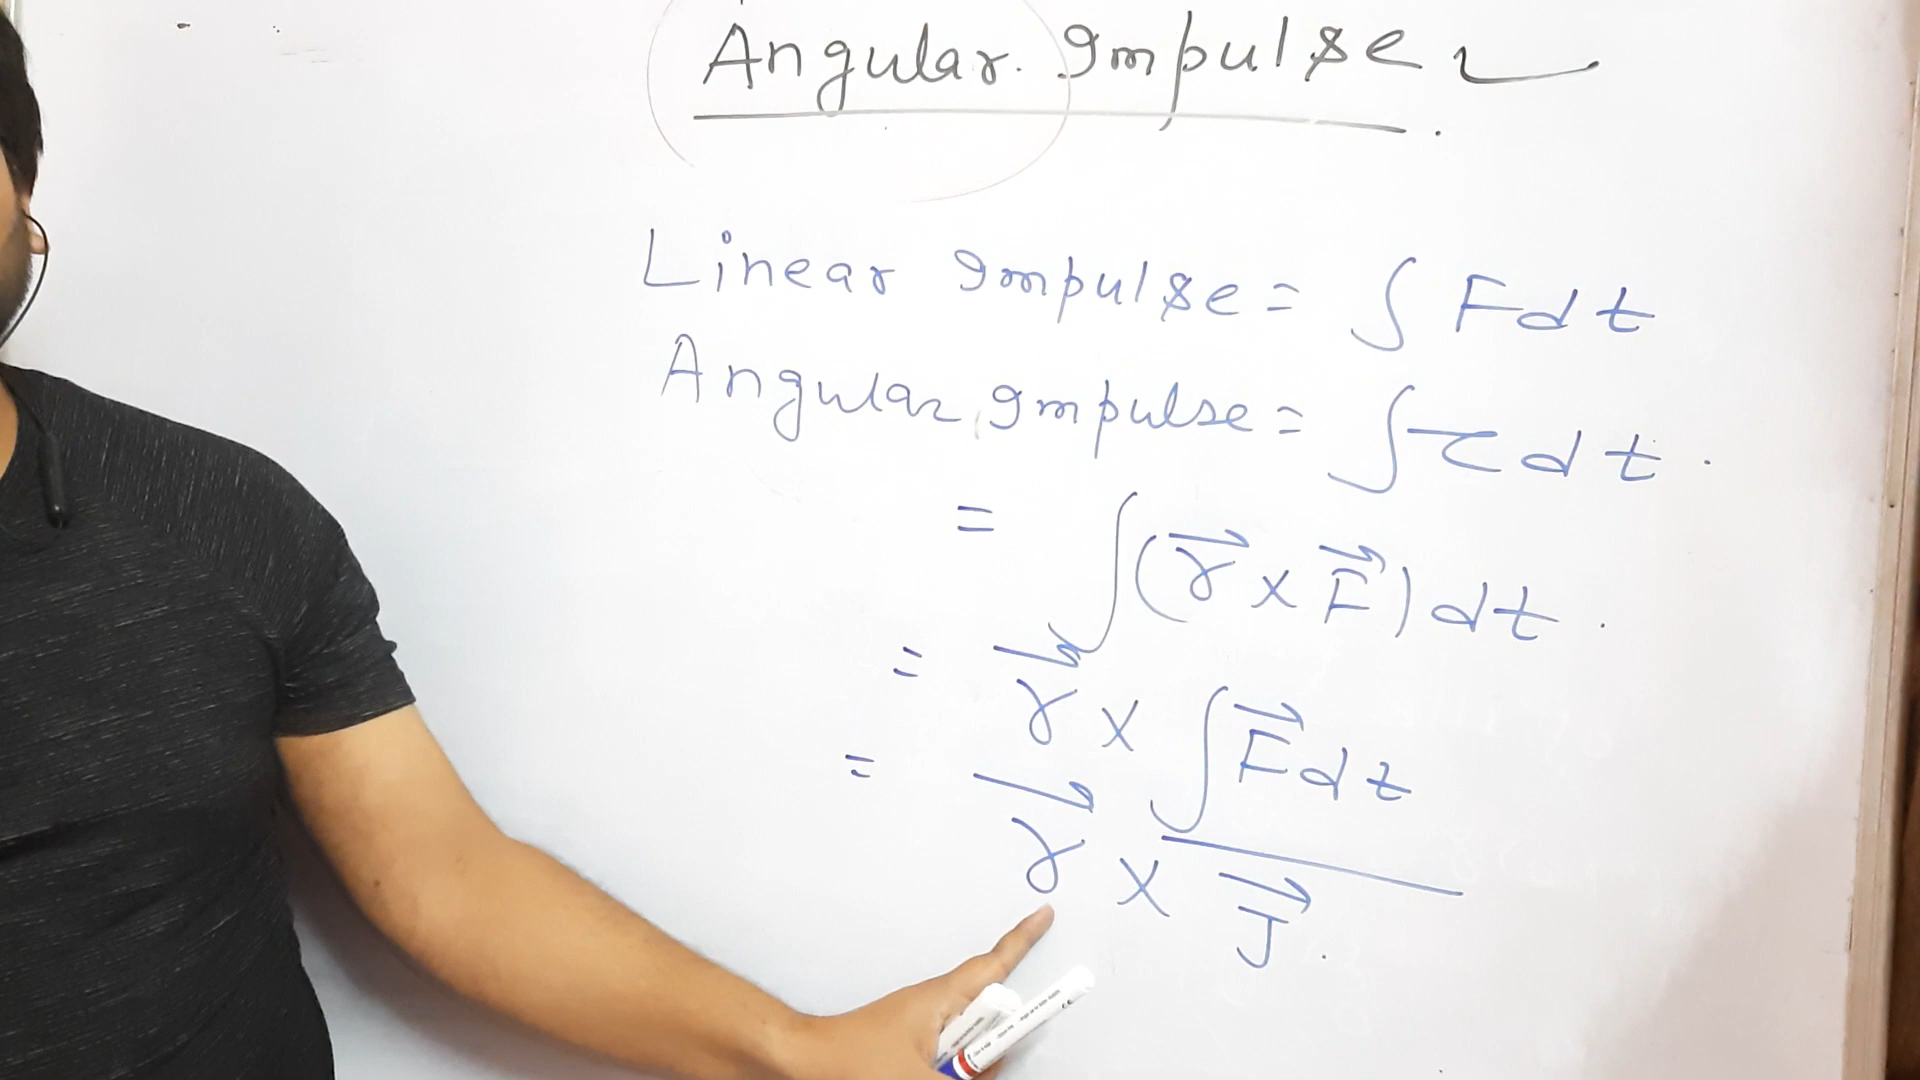 Angular Impulse
Linear Impulse = ∫ Fdt
Angular Impulse = ∫τdt.
= ∫(r⃗ x F⃗)dt.
= r⃗ x ∫F⃗dt
= r⃗ x J⃗.